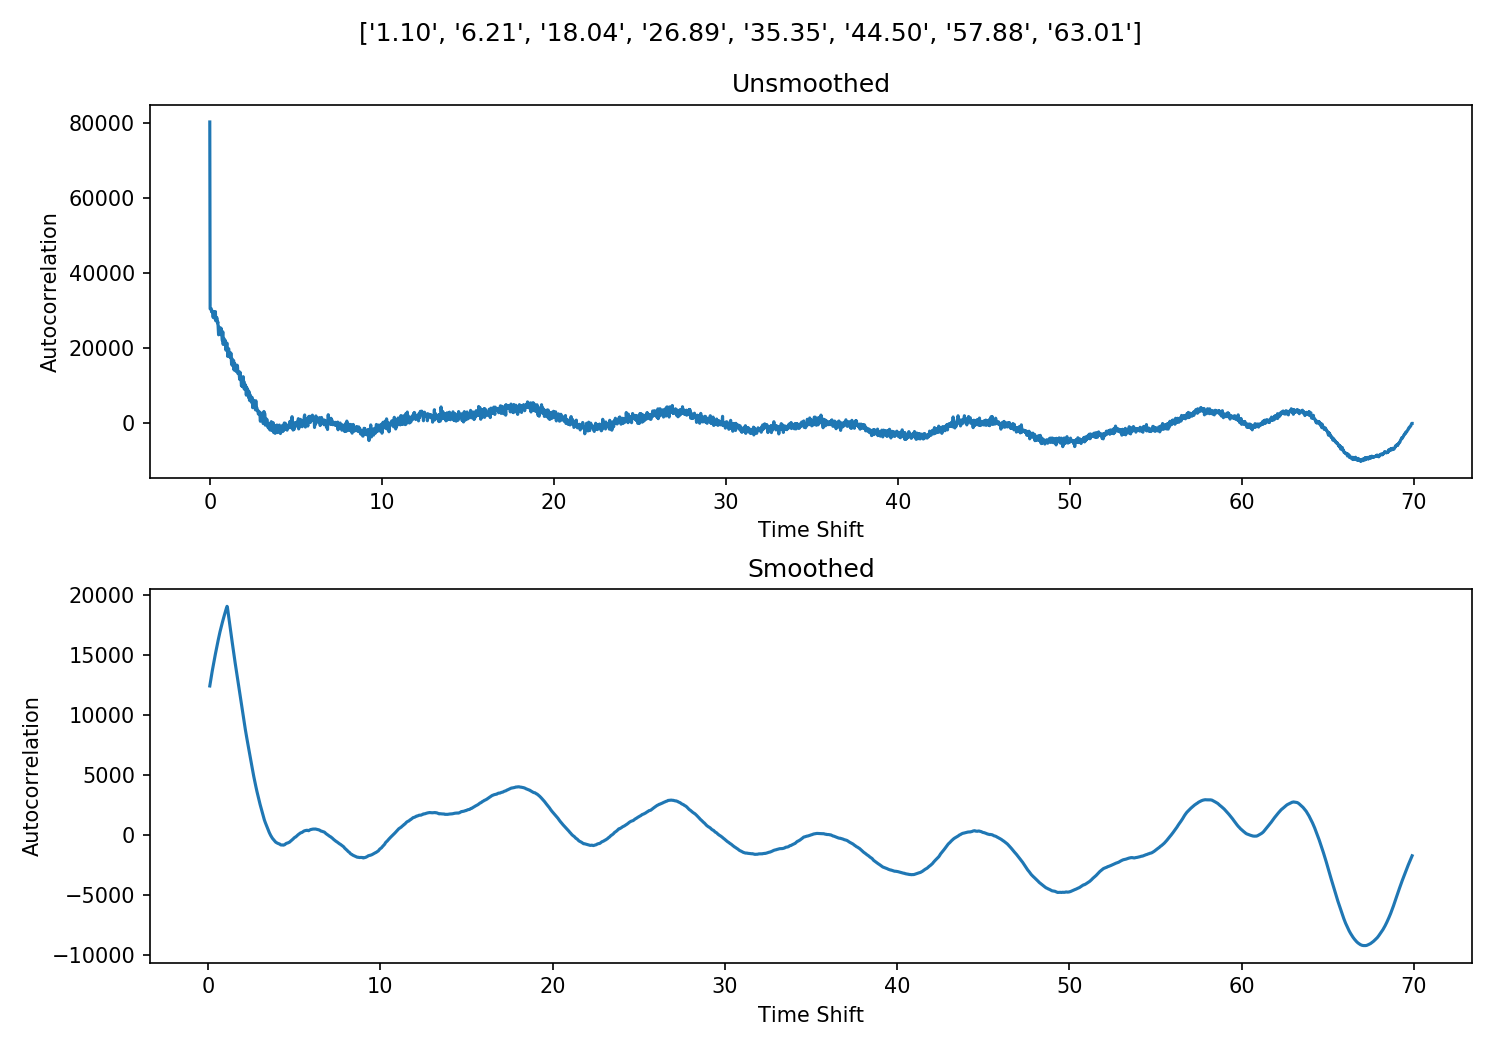 ['1.10', '6.21', '18.04', '26.89', '35.35', '44.50', '57.88', '63.01']
Unsmoothed
Autocorrelation
80000
60000
40000
20000
0
0 10 20 30 40 50 60 70
Time Shift
Smoothed
Autocorrelation
20000
15000
10000
5000
0
−5000
−10000
0 10 20 30 40 50 60 70
Time Shift